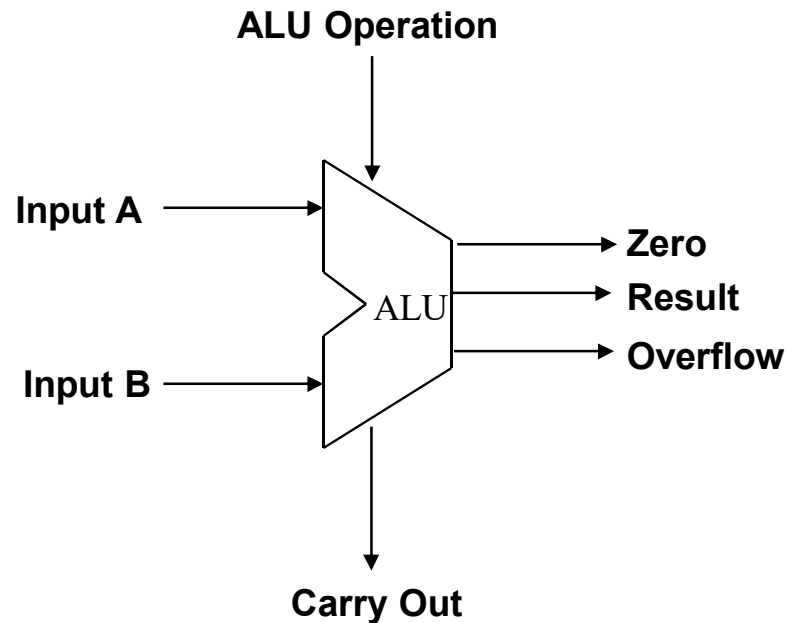 ALU Operation
Input A
Zero
Result
ALU
Overflow
Input B
Carry Out